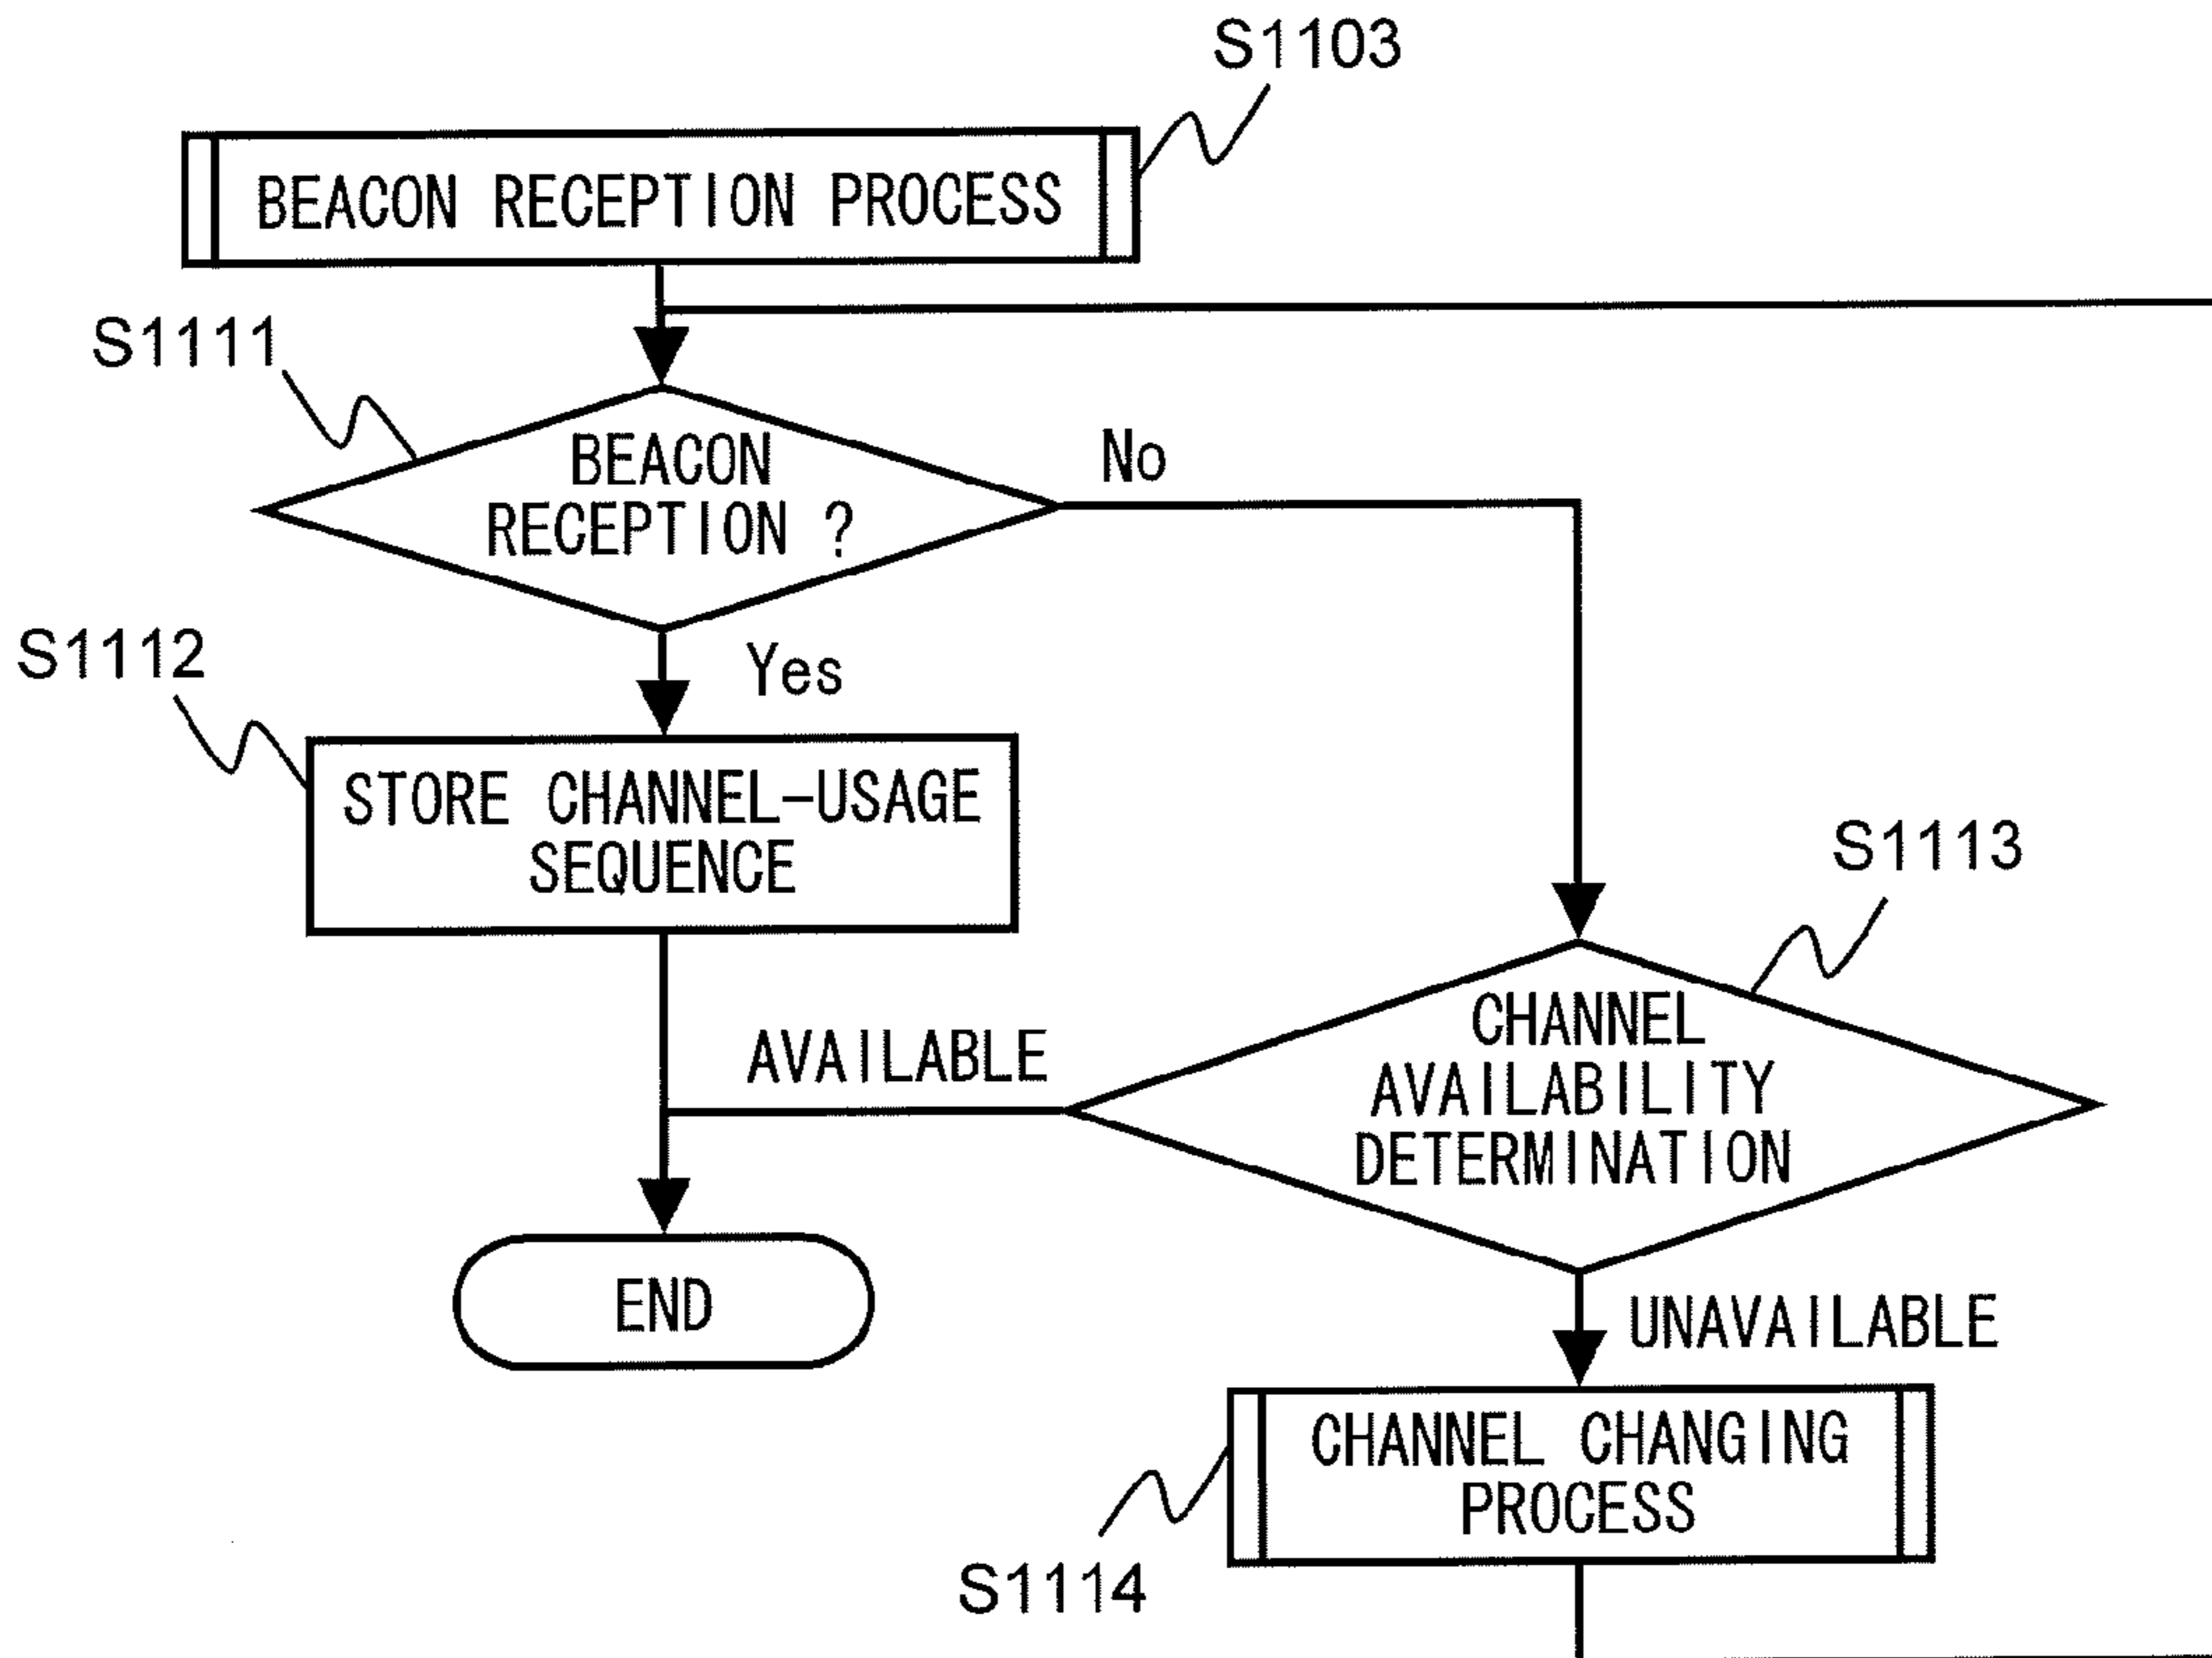 S1103
BEACON RECEPTION PROCESS
S1111
BEACON
RECEPTION ?
No
Yes
S1112
STORE CHANNEL-USAGE
SEQUENCE
S1113
CHANNEL
AVAILABILITY
DETERMINATION
AVAILABLE
END
UNAVAILABLE
CHANNEL CHANGING
PROCESS
S1114